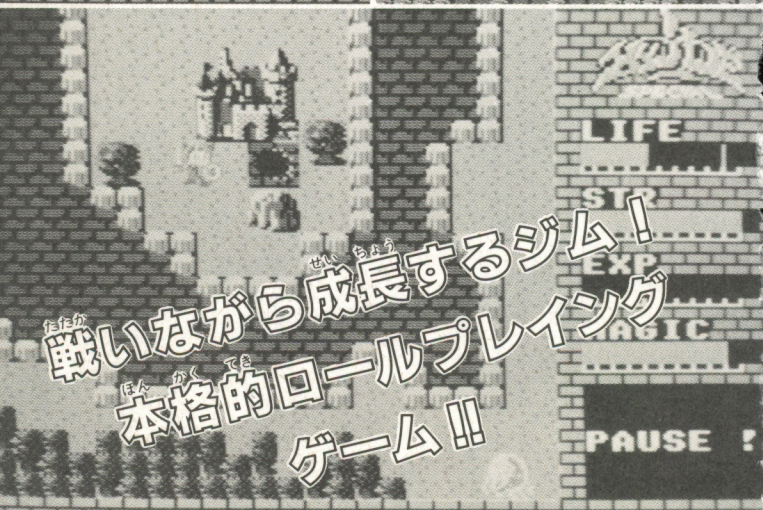 LIFE
STR
EXP
MAGIC
PAUSE !
戦いながら成長するジム！
本格的ロールプレイング
ゲーム!!